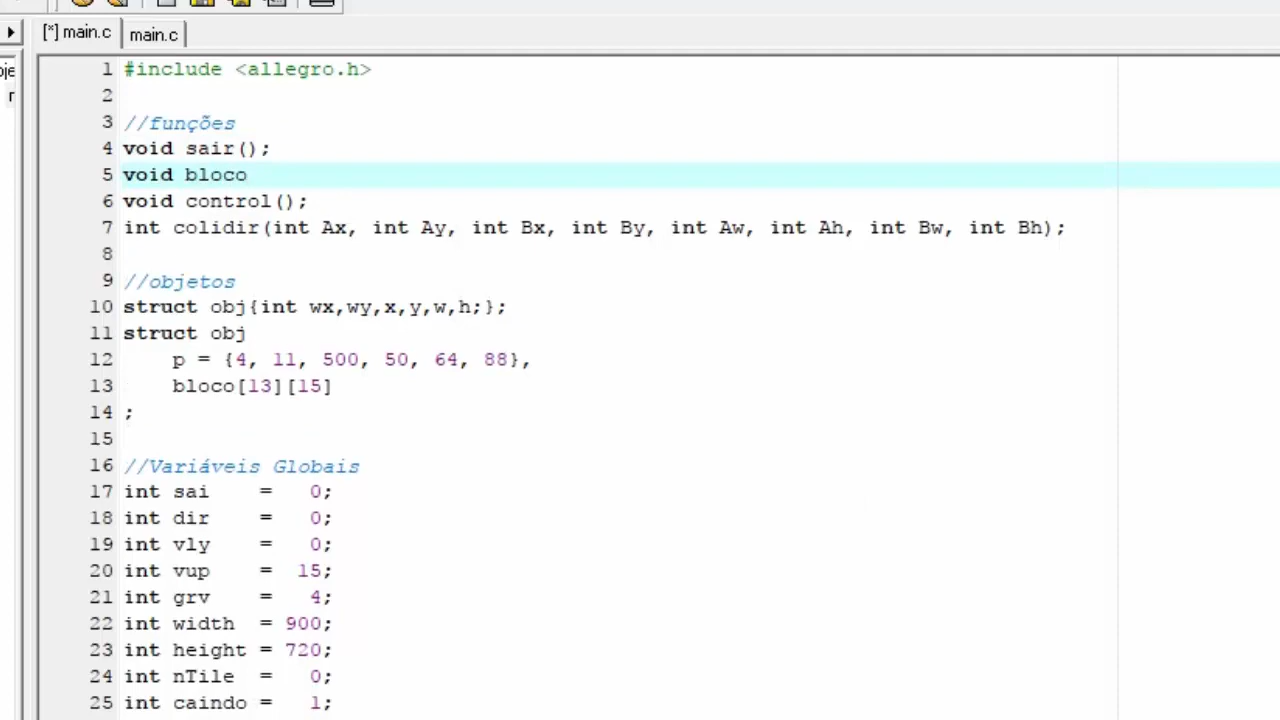 [*] main.c
main.c
1 #include <allegro.h>
2
3 //funções
4 void sair();
5 void bloco
6 void control();
7 int colidir(int Ax, int Ay, int Bx, int By, int Aw, int Ah, int Bw, int Bh);
8
9 //objetos
10 struct obj{int wx,wy,x,y,w,h;};
11 struct obj
12 p = {4, 11, 500, 50, 64, 88},
13 bloco[13][15]
14 ;
15
16 //Variáveis Globais
17 int sai = 0;
18 int dir = 0;
19 int vly = 0;
20 int vup = 15;
21 int grv = 4;
22 int width = 900;
23 int height = 720;
24 int nTile = 0;
25 int caindo = 1;